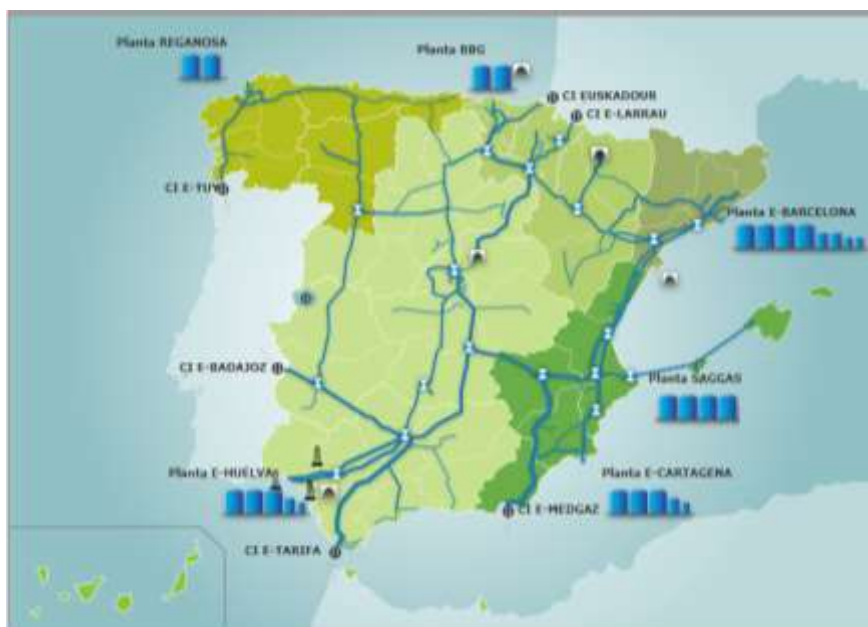 Planta REGANOSA
Planta BBG
CI EUSKADOUR
CI E-LARRAU
CI E-TUY
Planta E-BARCELONA
CI E-BADAJOZ
Planta SAGGAS
Planta E-HUELVA
Planta E-CARTAGENA
CI E-MEDGAZ
CI E-TARIFA